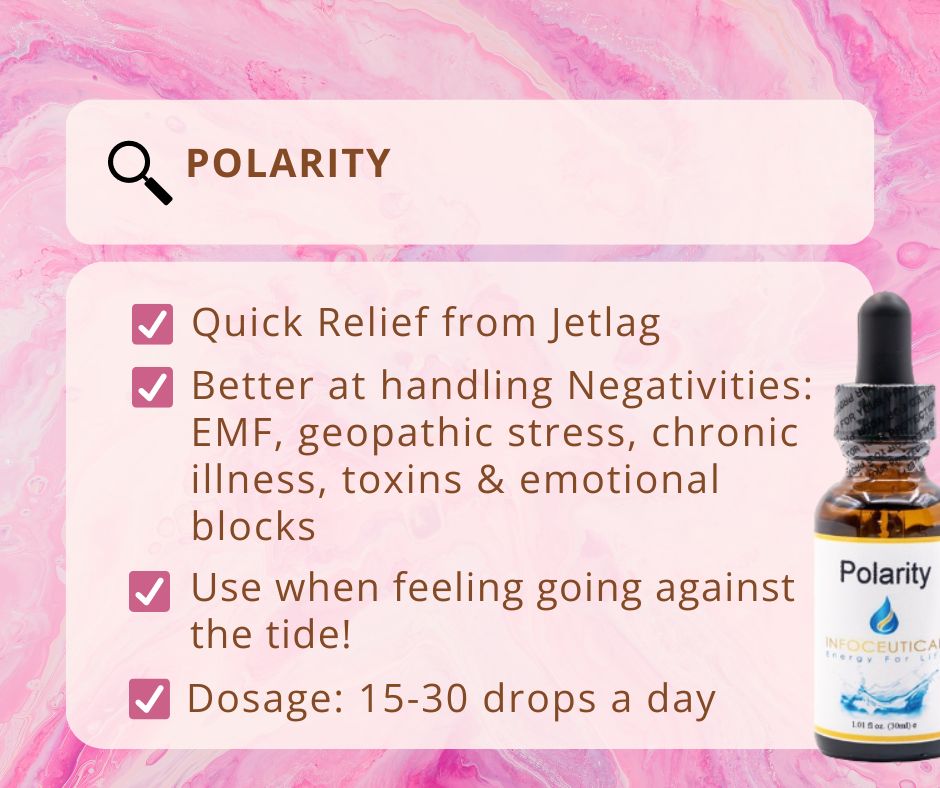 POLARITY
Quick Relief from Jetlag
Better at handling Negativities:
EMF, geopathic stress, chronic
illness, toxins & emotional
blocks
Use when feeling going against
the tide!
Dosage: 15-30 drops a day
Polarity
INFOCEUTICAL
Energy For Lif
1.01 fl oz. (30ml) e